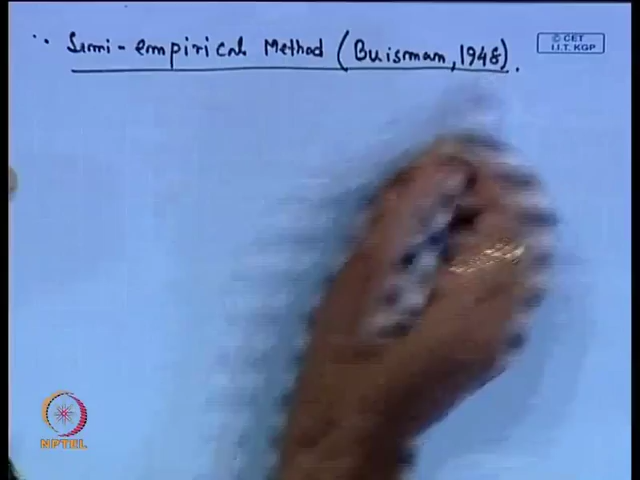 Semi-empirical Method (Buisman, 1948).
© CET
I.I.T. KGP
NPTEL